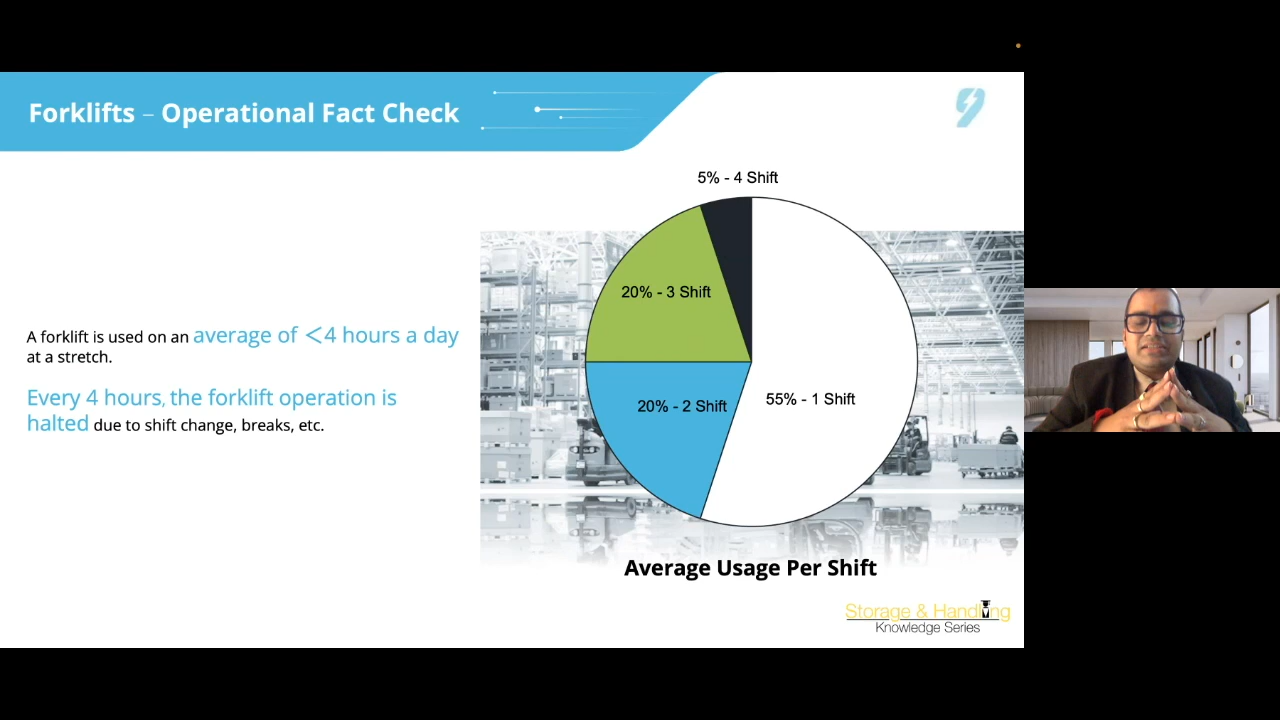 Forklifts – Operational Fact Check
5% - 4 Shift
20% - 3 Shift
20% - 2 Shift
55% - 1 Shift
A forklift is used on an average of <4 hours a day
at a stretch.
Every 4 hours, the forklift operation is
halted due to shift change, breaks, etc.
Average Usage Per Shift
Storage & Handling
Knowledge Series